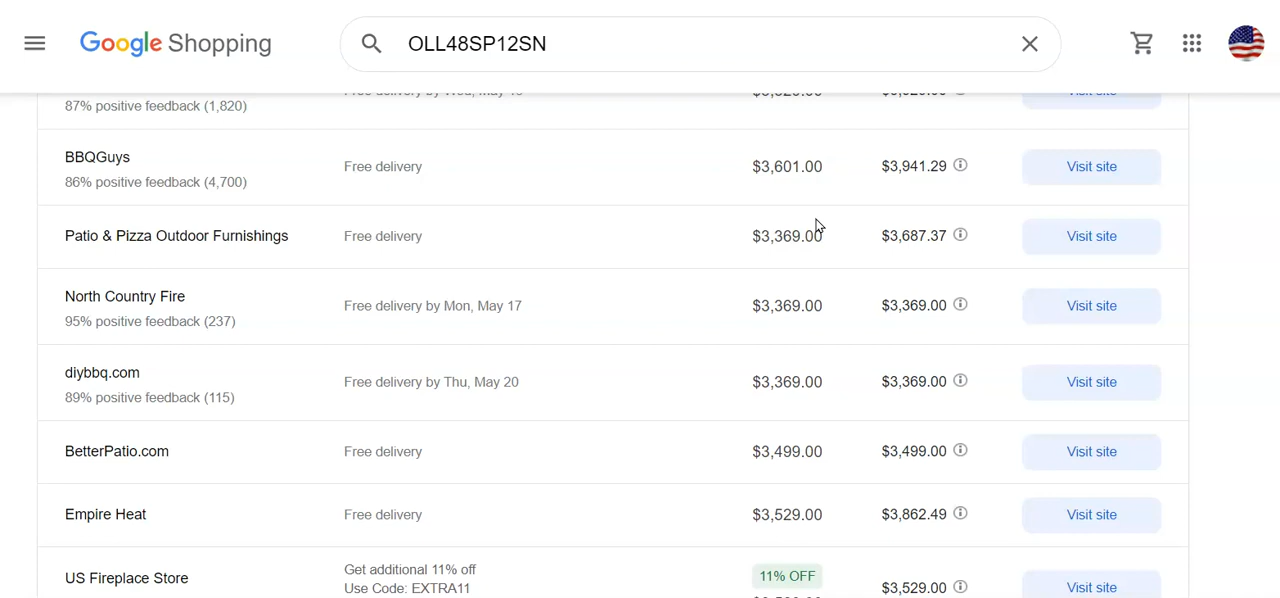 Google Shopping
OLL48SP12SN
87% positive feedback (1,820)
BBQGuys
86% positive feedback (4,700)
Free delivery
$3,601.00
$3,941.29
Visit site
Patio & Pizza Outdoor Furnishings
Free delivery
$3,369.00
$3,687.37
Visit site
North Country Fire
95% positive feedback (237)
Free delivery by Mon, May 17
$3,369.00
$3,369.00
Visit site
diybbq.com
89% positive feedback (115)
Free delivery by Thu, May 20
$3,369.00
$3,369.00
Visit site
BetterPatio.com
Free delivery
$3,499.00
$3,499.00
Visit site
Empire Heat
Free delivery
$3,529.00
$3,862.49
Visit site
US Fireplace Store
Get additional 11% off
Use Code: EXTRA11
11% OFF
$3,529.00
Visit site